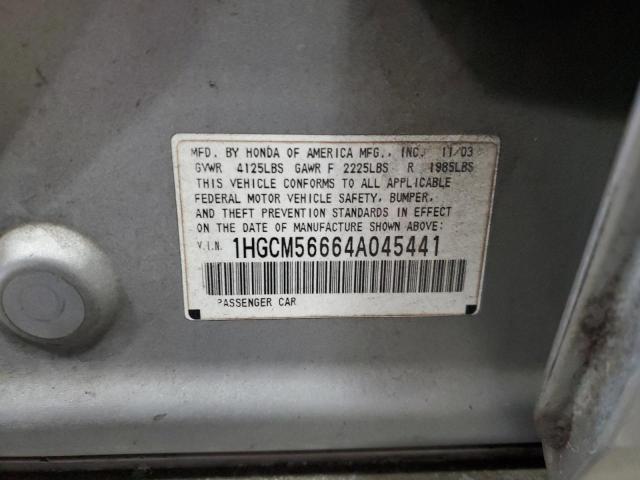 MFD. BY HONDA OF AMERICA MFG., INC. 11/03
GVWR 4125LBS GAWR F 2225LBS R 1985LBS
THIS VEHICLE CONFORMS TO ALL APPLICABLE
FEDERAL MOTOR VEHICLE SAFETY, BUMPER,
AND THEFT PREVENTION STANDARDS IN EFFECT
ON THE DATE OF MANUFACTURE SHOWN ABOVE:
V.I.N. 1HGCM56664A045441
PASSENGER CAR